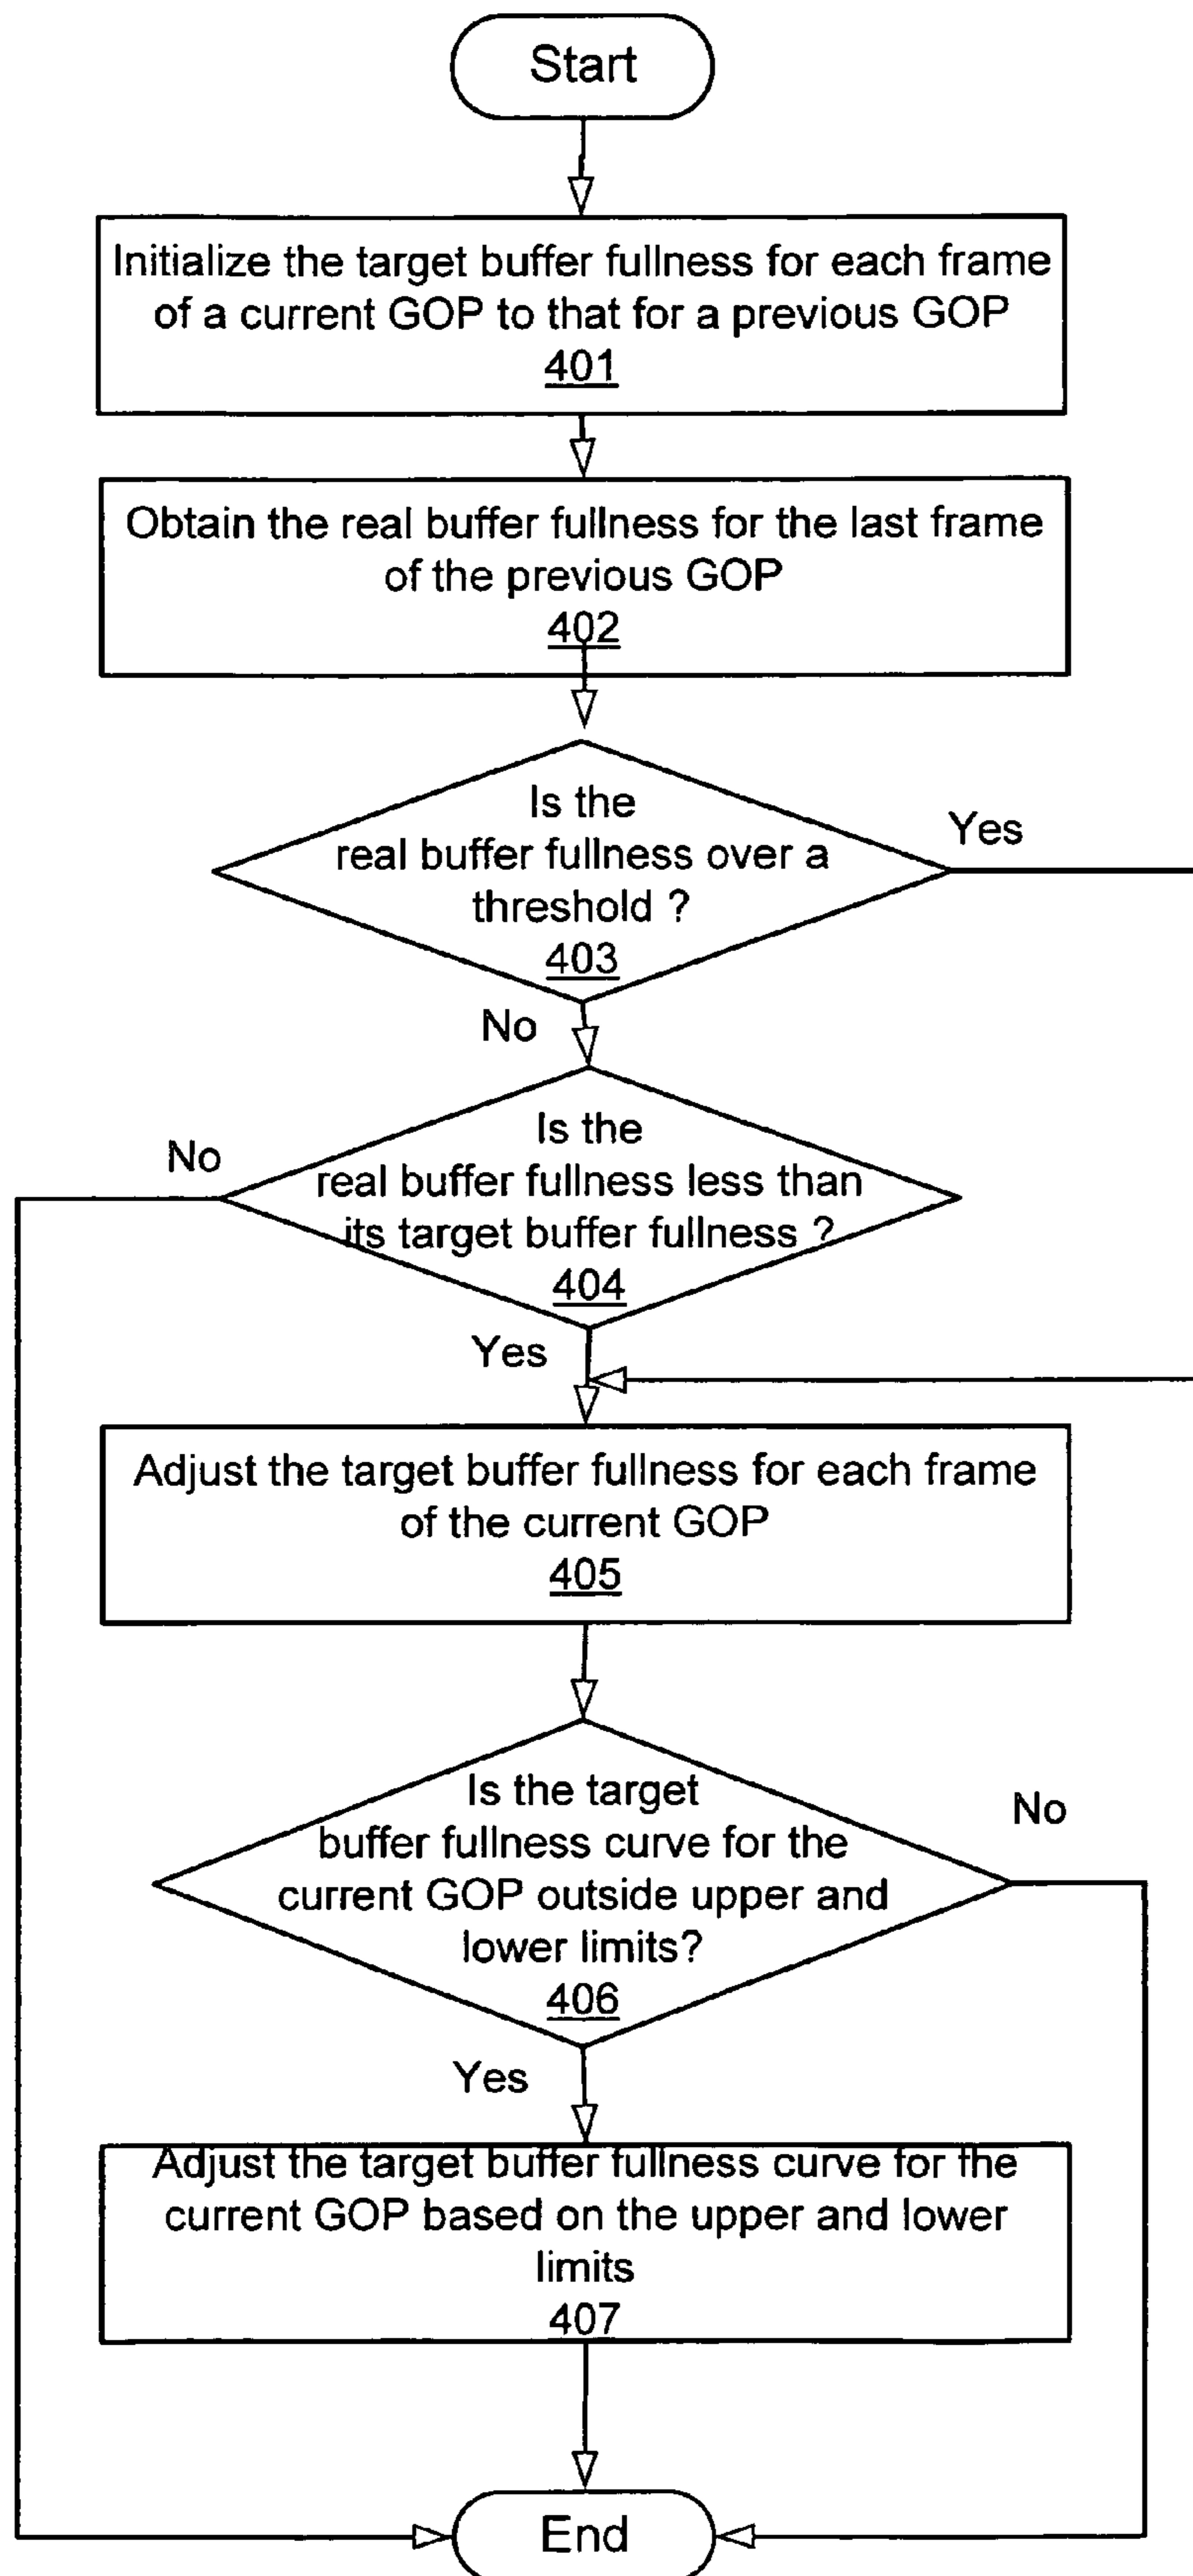 Start
Initialize the target buffer fullness for each frame
of a current GOP to that for a previous GOP
401
Obtain the real buffer fullness for the last frame
of the previous GOP
402
Is the
real buffer fullness over a
threshold ?
403
Yes
No
Is the
real buffer fullness less than
its target buffer fullness ?
404
No
Yes
Adjust the target buffer fullness for each frame
of the current GOP
405
Is the target
buffer fullness curve for the
current GOP outside upper and
lower limits?
406
No
Yes
Adjust the target buffer fullness curve for the
current GOP based on the upper and lower
limits
407
End